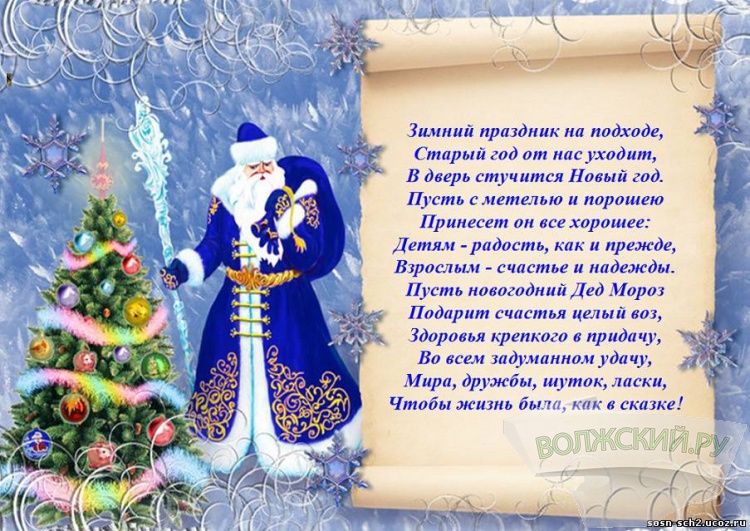 Зимний праздник на подходе,
Старый год от нас уходит,
В дверь стучится Новый год.
Пусть с метелью и порошею
Принесет он все хорошее:
Детям - радость, как и прежде,
Взрослым - счастье и надежды.
Пусть новогодний Дед Мороз
Подарит счастья целый воз,
Здоровья крепкого в придачу,
Во всем задуманном удачу,
Мира, дружбы, шуток, ласки,
Чтобы жизнь была, как в сказке!
ВОЛЖСКИЙ.РУ
sosn-sch2.ucoz.ru